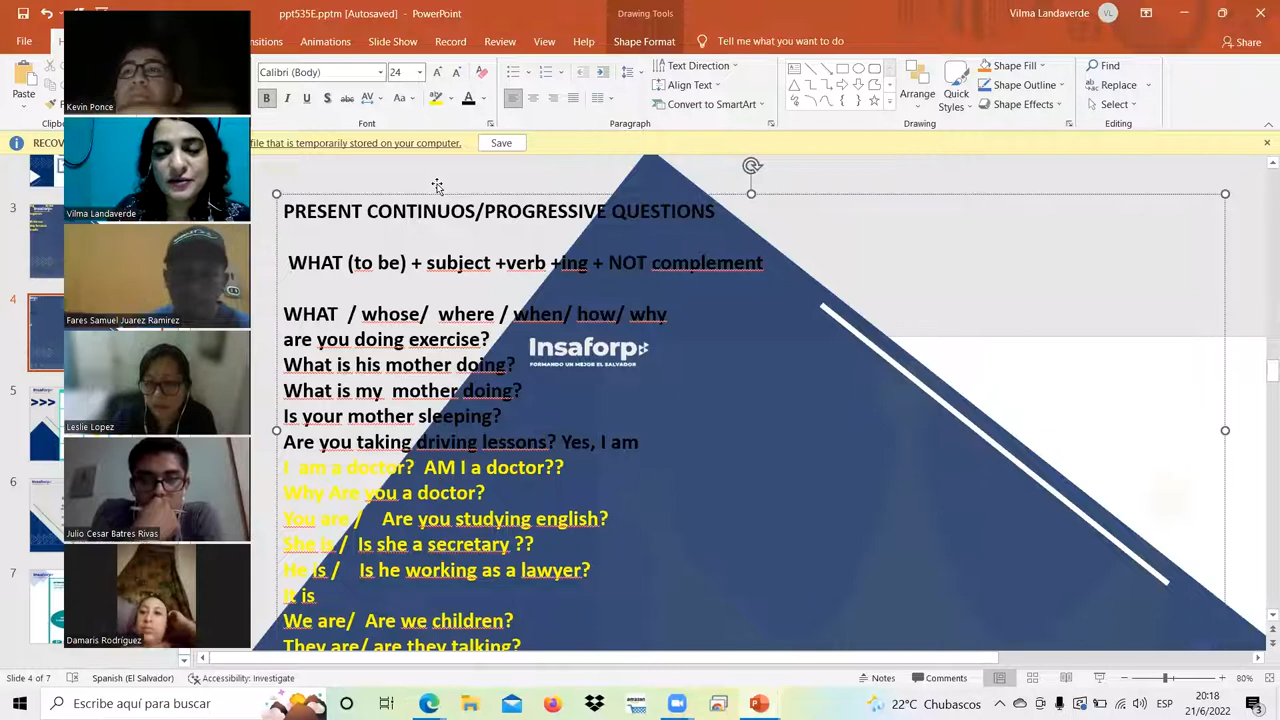 ppt535E.pptm - PowerPoint
Drawing Tools
Vilma Landaverde
VL
nsitions
Animations
Slide Show
Review
View
Help
Format
Tell me what you want to do
Share
Calibri (Body)
24
Text Direction
Align Text
Convert to SmartArt
Arrange
Quick
Styles
Shape Fill
Shape Outline
Shape Effects
Find
Replace
Select
Clipb
Font
Paragraph
Drawing
Editing
RECOV
file that is temporarily stored on your computer.
Save
Kevin Ponce
Vilma Landaverde
Fares Samuel Juarez Ramirez
Leslie Lopez
Julio Cesar Batres Rivas
Damaris Rodríguez
PRESENT CONTINUOS/PROGRESSIVE QUESTIONS
WHAT (to be) + subject +verb +ing + NOT complement
WHAT / whose/ where / when/ how/ why
are you doing exercise?
Insaforp
FORMANDO UN MEJOR EL SALVADOR
What is his mother doing?
What is my mother doing?
Is your mother sleeping?
Are you taking driving lessons? Yes, I am
I am a doctor? AM I a doctor??
Why Are you a doctor?
You are / Are you studying english?
She is / Is she a secretary ??
He is / Is he working as a lawyer?
It is
We are/ Are we children?
They are/ are they talking?
Slide 4 of 7
Spanish (El Salvador)
Accessibility: Investigate
Notes
Comments
80%
Escribe aquí para buscar
22°C Chubascos
ESP
20:18
21/6/2022
3